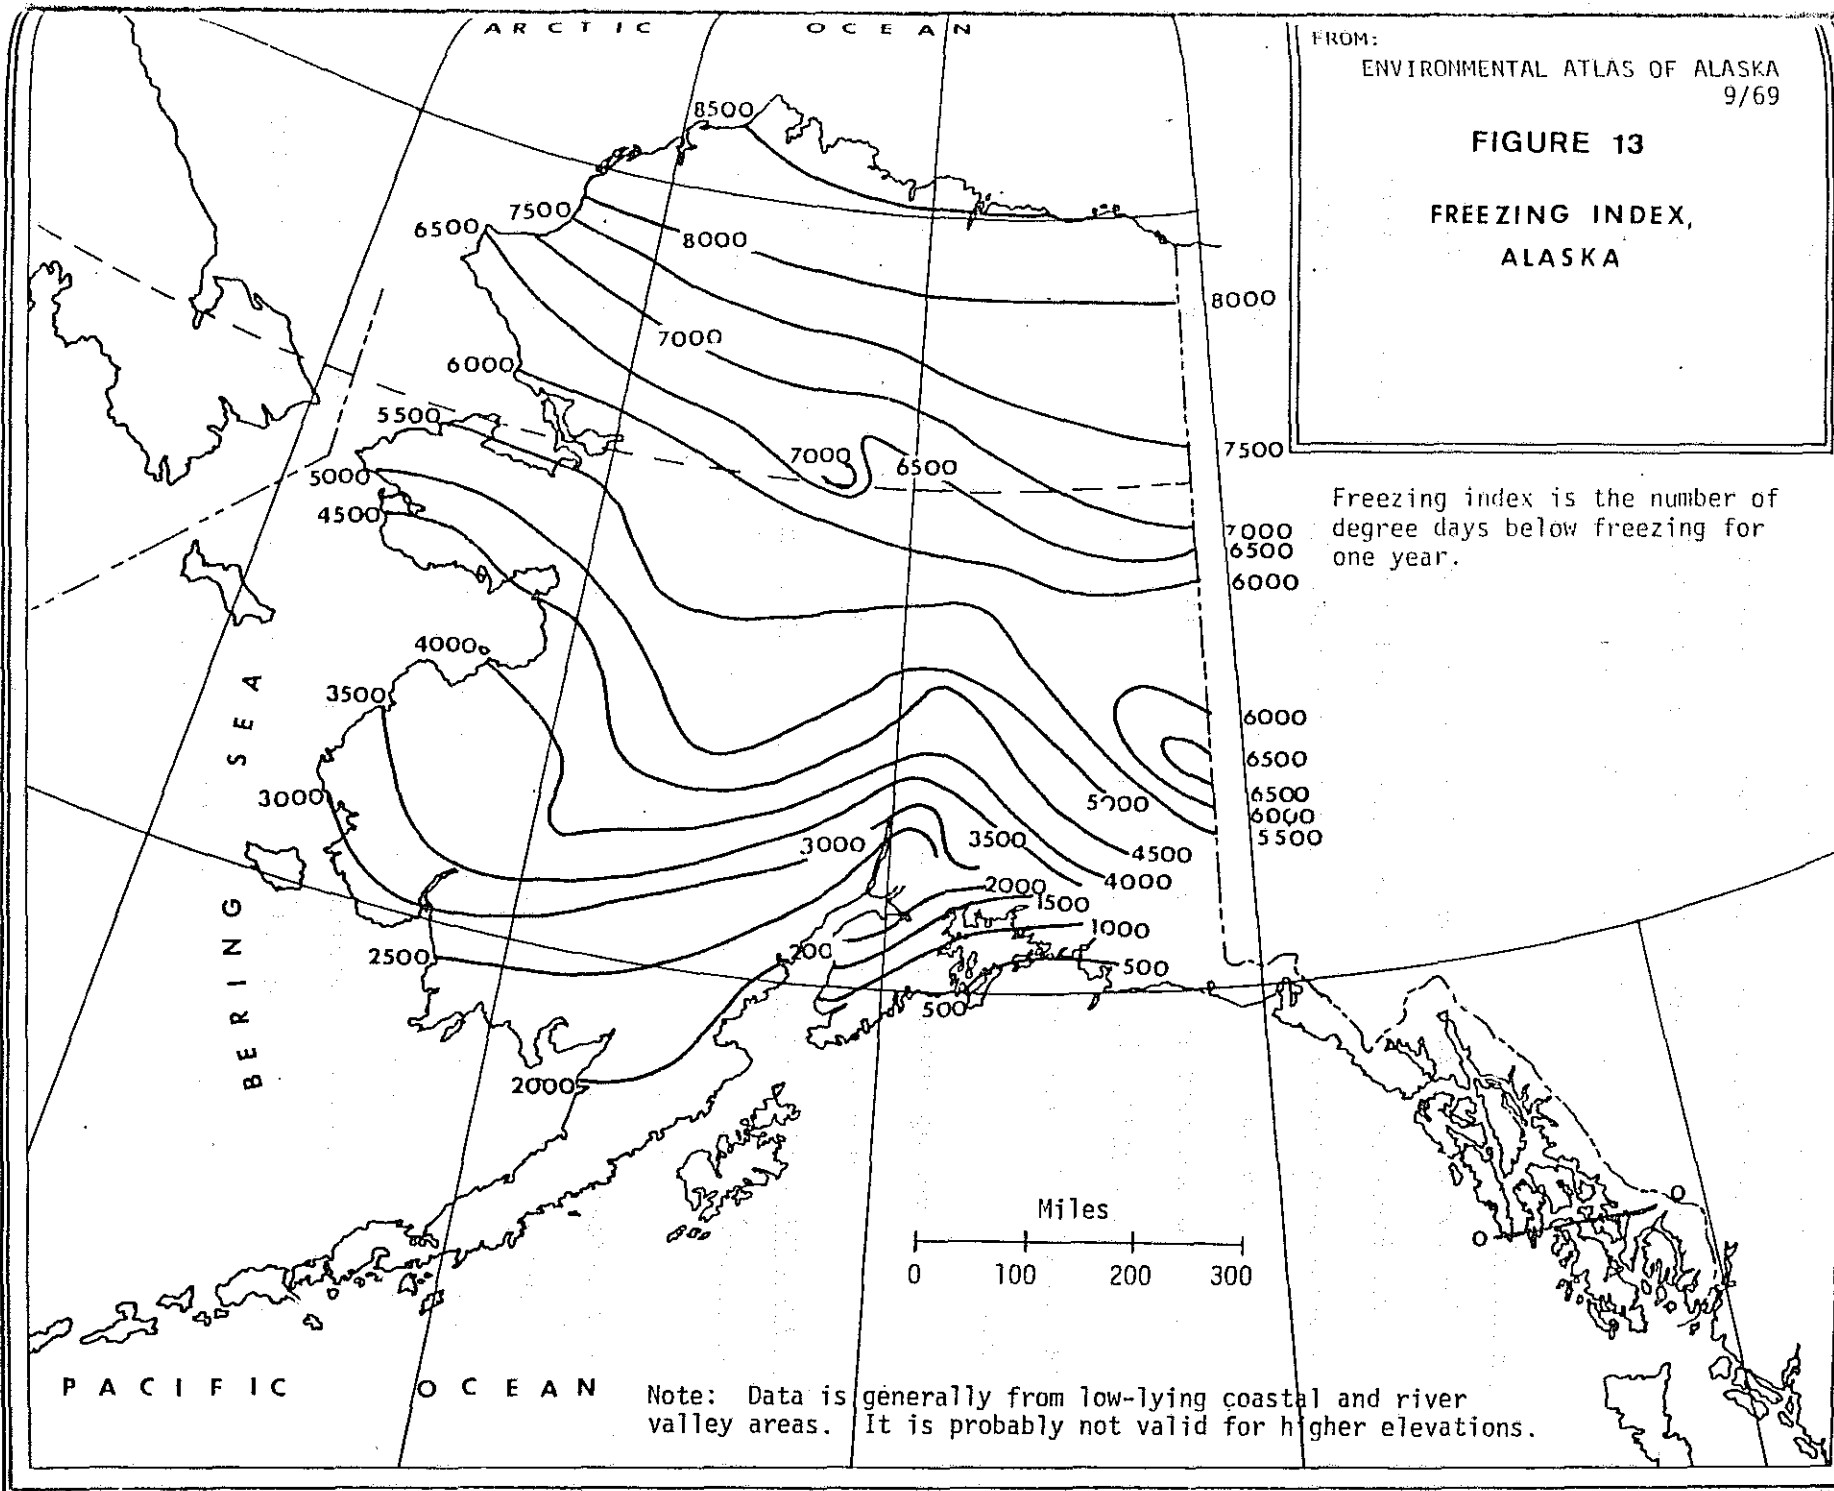 ARCTIC OCEAN
FROM:
ENVIRONMENTAL ATLAS OF ALASKA
9/69
FIGURE 13
FREEZING INDEX,
ALASKA
8500
7500
6500
8000
8000
7000
6000
5500
7500
7000
6500
5000
4500
Freezing index is the number of
degree days below freezing for
one year.
7000
6500
6000
4000
3500
6000
6500
3000
5000
6500
6000
5500
3000
3500
4500
4000
2000
1500
1000
2500
200
500
500
2000
BERING SEA
Miles
0 100 200 300
0
0
PACIFIC OCEAN
Note: Data is generally from low-lying coastal and river
valley areas. It is probably not valid for higher elevations.